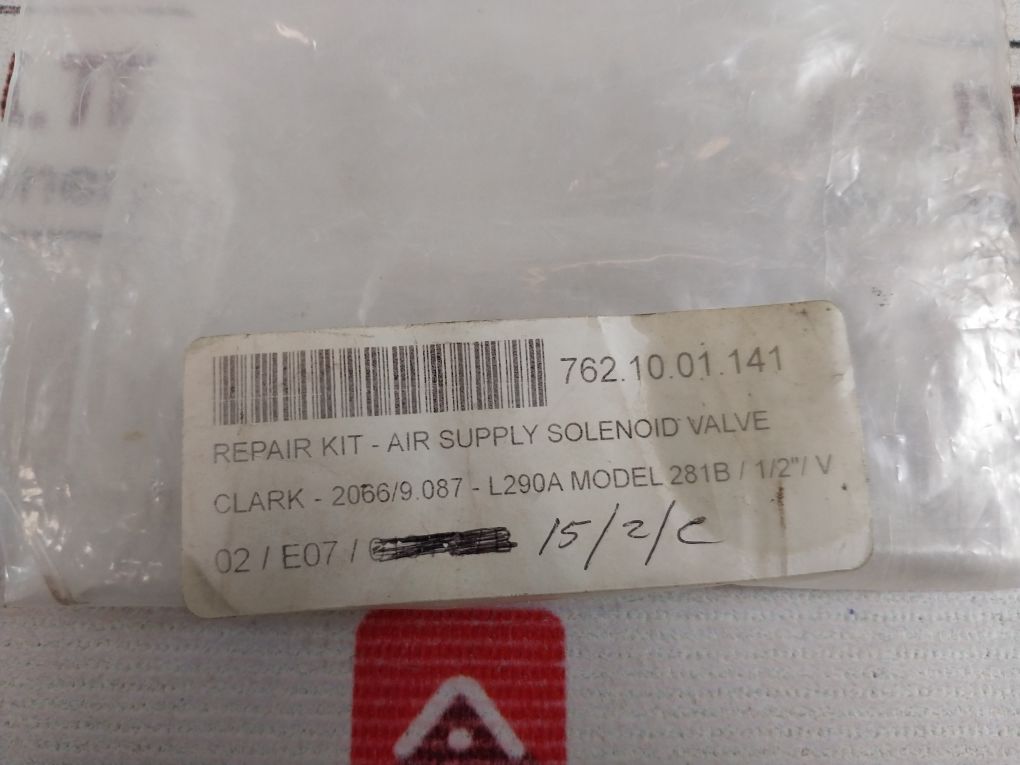 762.10.01.141
REPAIR KIT - AIR SUPPLY SOLENOID VALVE
CLARK - 2066/9.087 - L290A MODEL 281B / 1/2"/ V
02 / E07 / 15/2/C